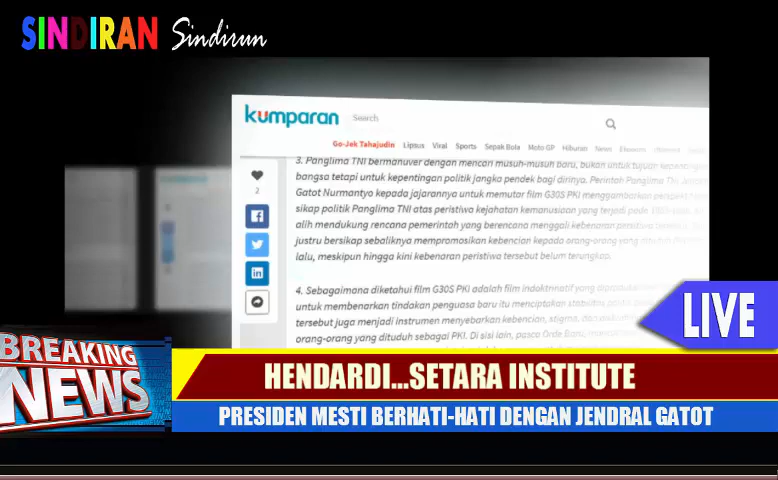 SINDIRAN Sindirun
kumparan Search
Go-Jek Tahajudin Lipsus Viral Sports Sepak Bola Moto GP Hiburan News Ekonomi
3. Panglima TNI bermanuver dengan mencari musuh-musuh baru, bukan untuk tujuan kepentingan
2
bangsa tetapi untuk kepentingan politik jangka pendek bagi dirinya. Perintah Panglima TNI
Gatot Nurmantyo kepada jajarannya untuk memutar film G30S PKI menggambarkan
sikap politik Panglima TNI atas peristiwa kejahatan kemanusiaan yang terjadi pada
alih mendukung rencana pemerintah yang berencana menggali kebenaran peristiwa
justru bersikap sebaliknya mempromosikan kebencian kepada orang-orang yang dituduh
lalu, meskipun hingga kini kebenaran peristiwa tersebut belum terungkap.
4. Sebagaimana diketahui film G30S PKI adalah film indoktrinatif yang
untuk membenarkan tindakan penguasa baru itu menciptakan stabilitas
tersebut juga menjadi instrumen menyebarkan kebencian, stigma,
orang-orang yang dituduh sebagai PKI. Di sisi lain, pasca Orde Baru,
LIVE
BREAKING
NEWS
HENDARDI...SETARA INSTITUTE
PRESIDEN MESTI BERHATI-HATI DENGAN JENDRAL GATOT